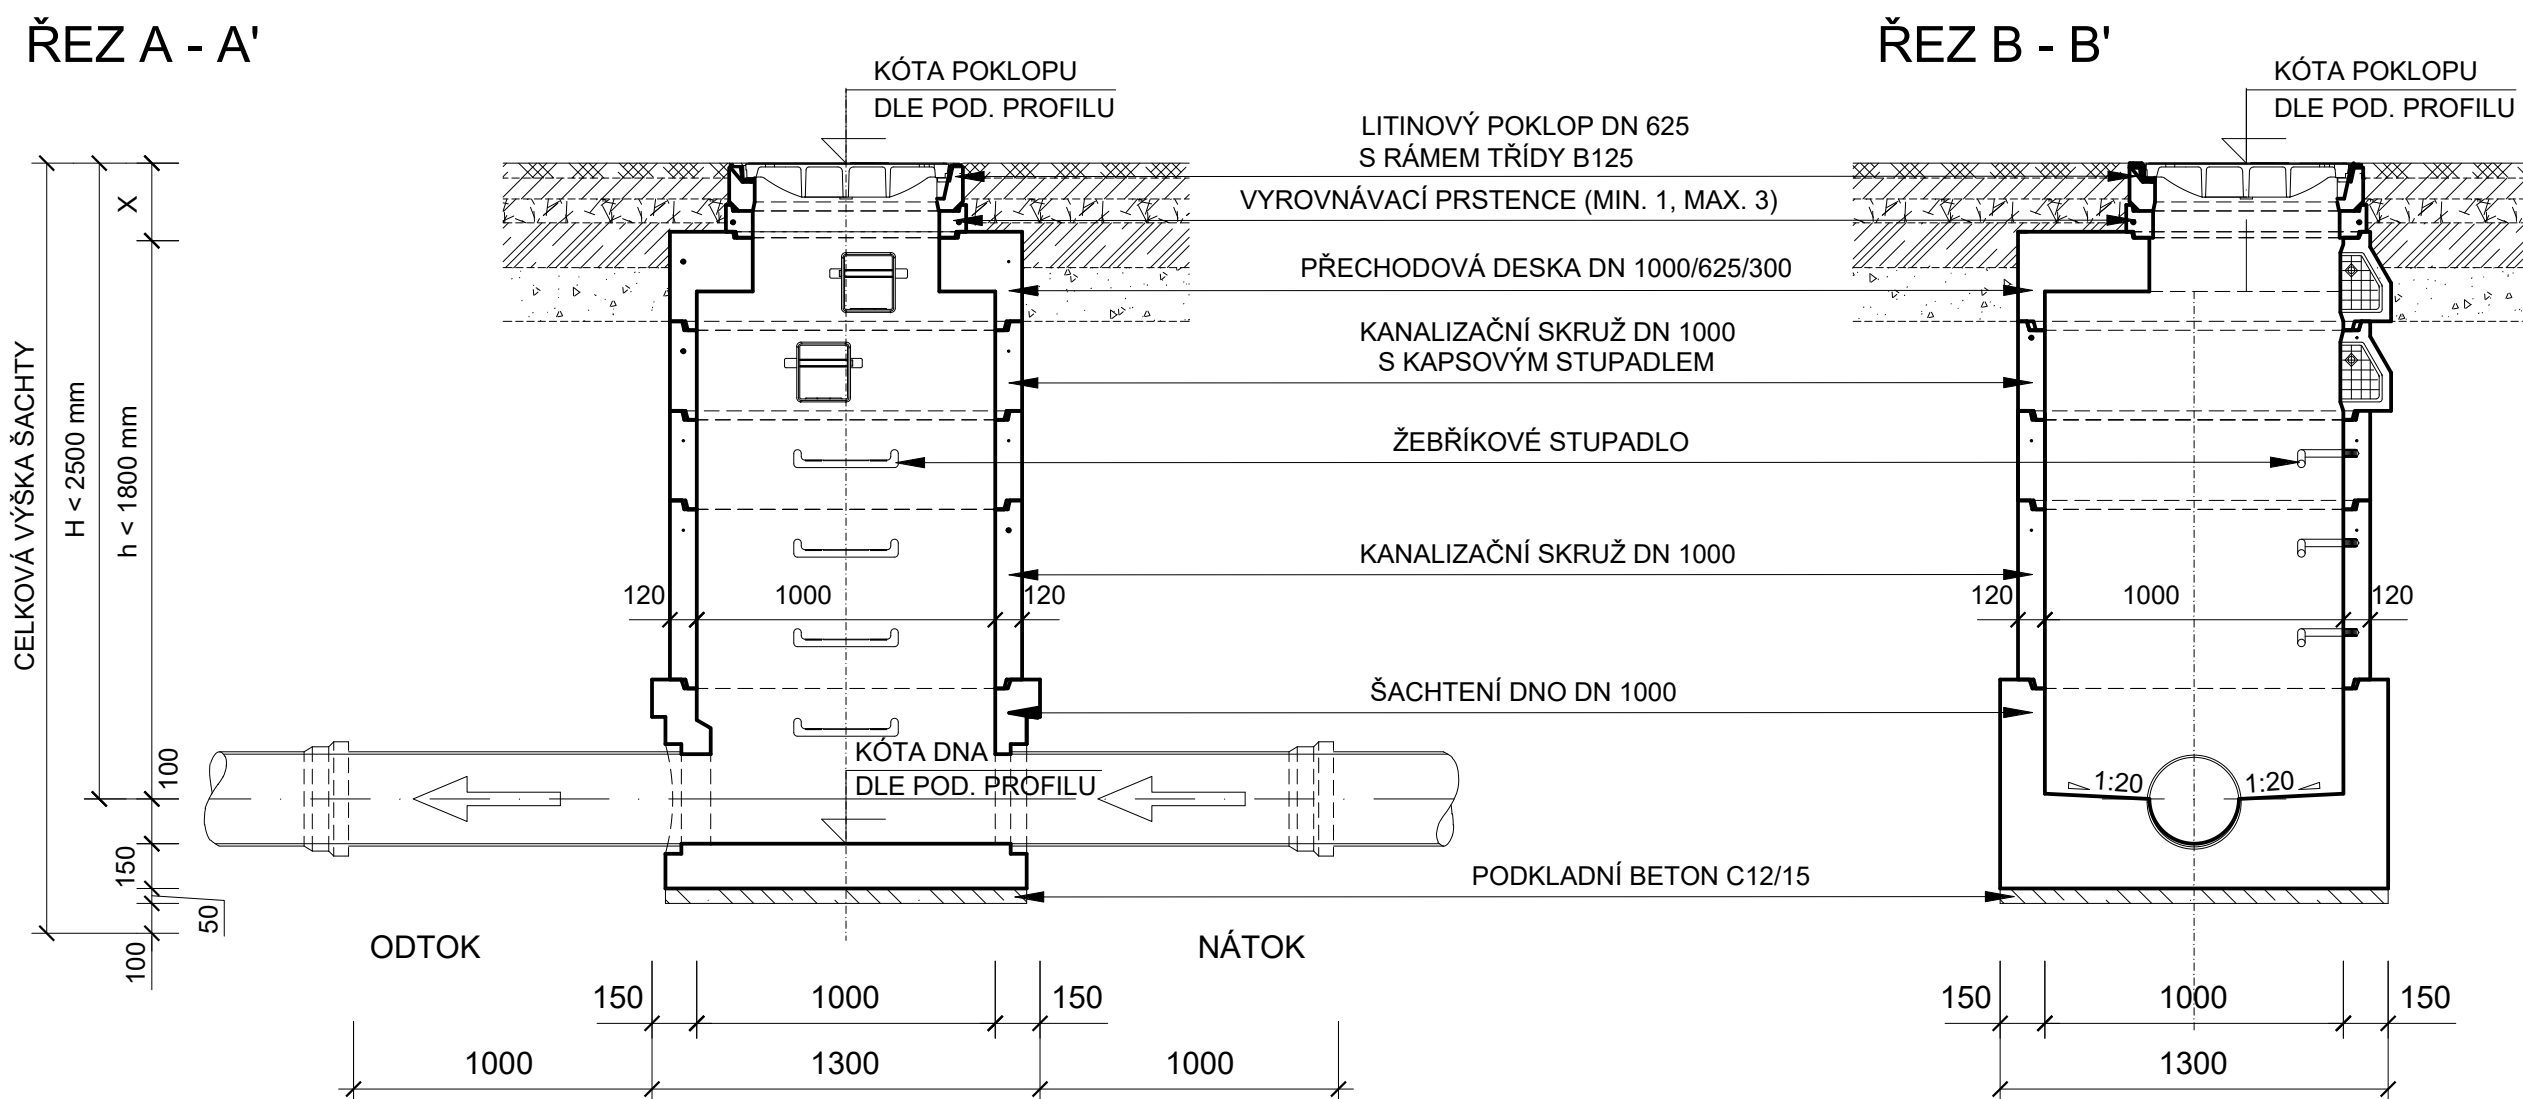 ŘEZ A - A'
ŘEZ B - B'
KÓTA POKLOPU
DLE POD. PROFILU
KÓTA POKLOPU
DLE POD. PROFILU
LITINOVÝ POKLOP DN 625
S RÁMEM TŘÍDY B125
VYROVNÁVACÍ PRSTENCE (MIN. 1, MAX. 3)
PŘECHODOVÁ DESKA DN 1000/625/300
KANALIZAČNÍ SKRUŽ DN 1000
S KAPSOVÝM STUPADLEM
ŽEBŘÍKOVÉ STUPADLO
KANALIZAČNÍ SKRUŽ DN 1000
ŠACHTENÍ DNO DN 1000
PODKLADNÍ BETON C12/15
CELKOVÁ VÝŠKA ŠACHTY
H < 2500 mm
h < 1800 mm
X
100
150
50
100
120
1000
120
120
1000
120
KÓTA DNA
DLE POD. PROFILU
1:20
1:20
ODTOK
NÁTOK
150
1000
150
150
1000
150
1000
1300
1000
1300